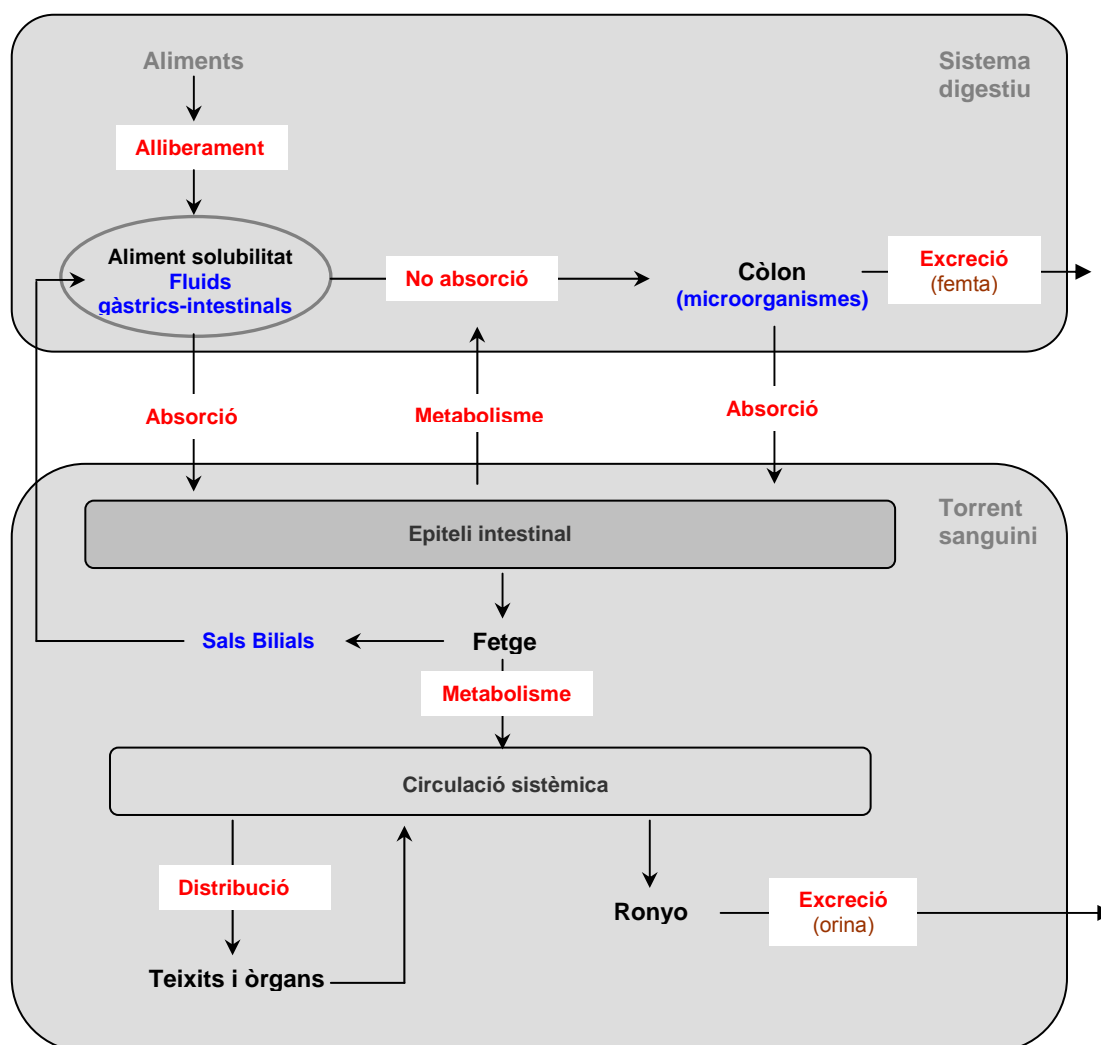 Aliments
Sistema
digestiu
Alliberament
Aliment solubilitat
Fluids
gàstrics-intestinals
No absorció
Còlon
(microorganismes)
Excreció
(femta)
Absorció
Metabolisme
Absorció
Epiteli intestinal
Torrent
sanguini
Sals Bilials
Fetge
Metabolisme
Circulació sistèmica
Distribució
Ronyo
Excreció
(orina)
Teixits i òrgans